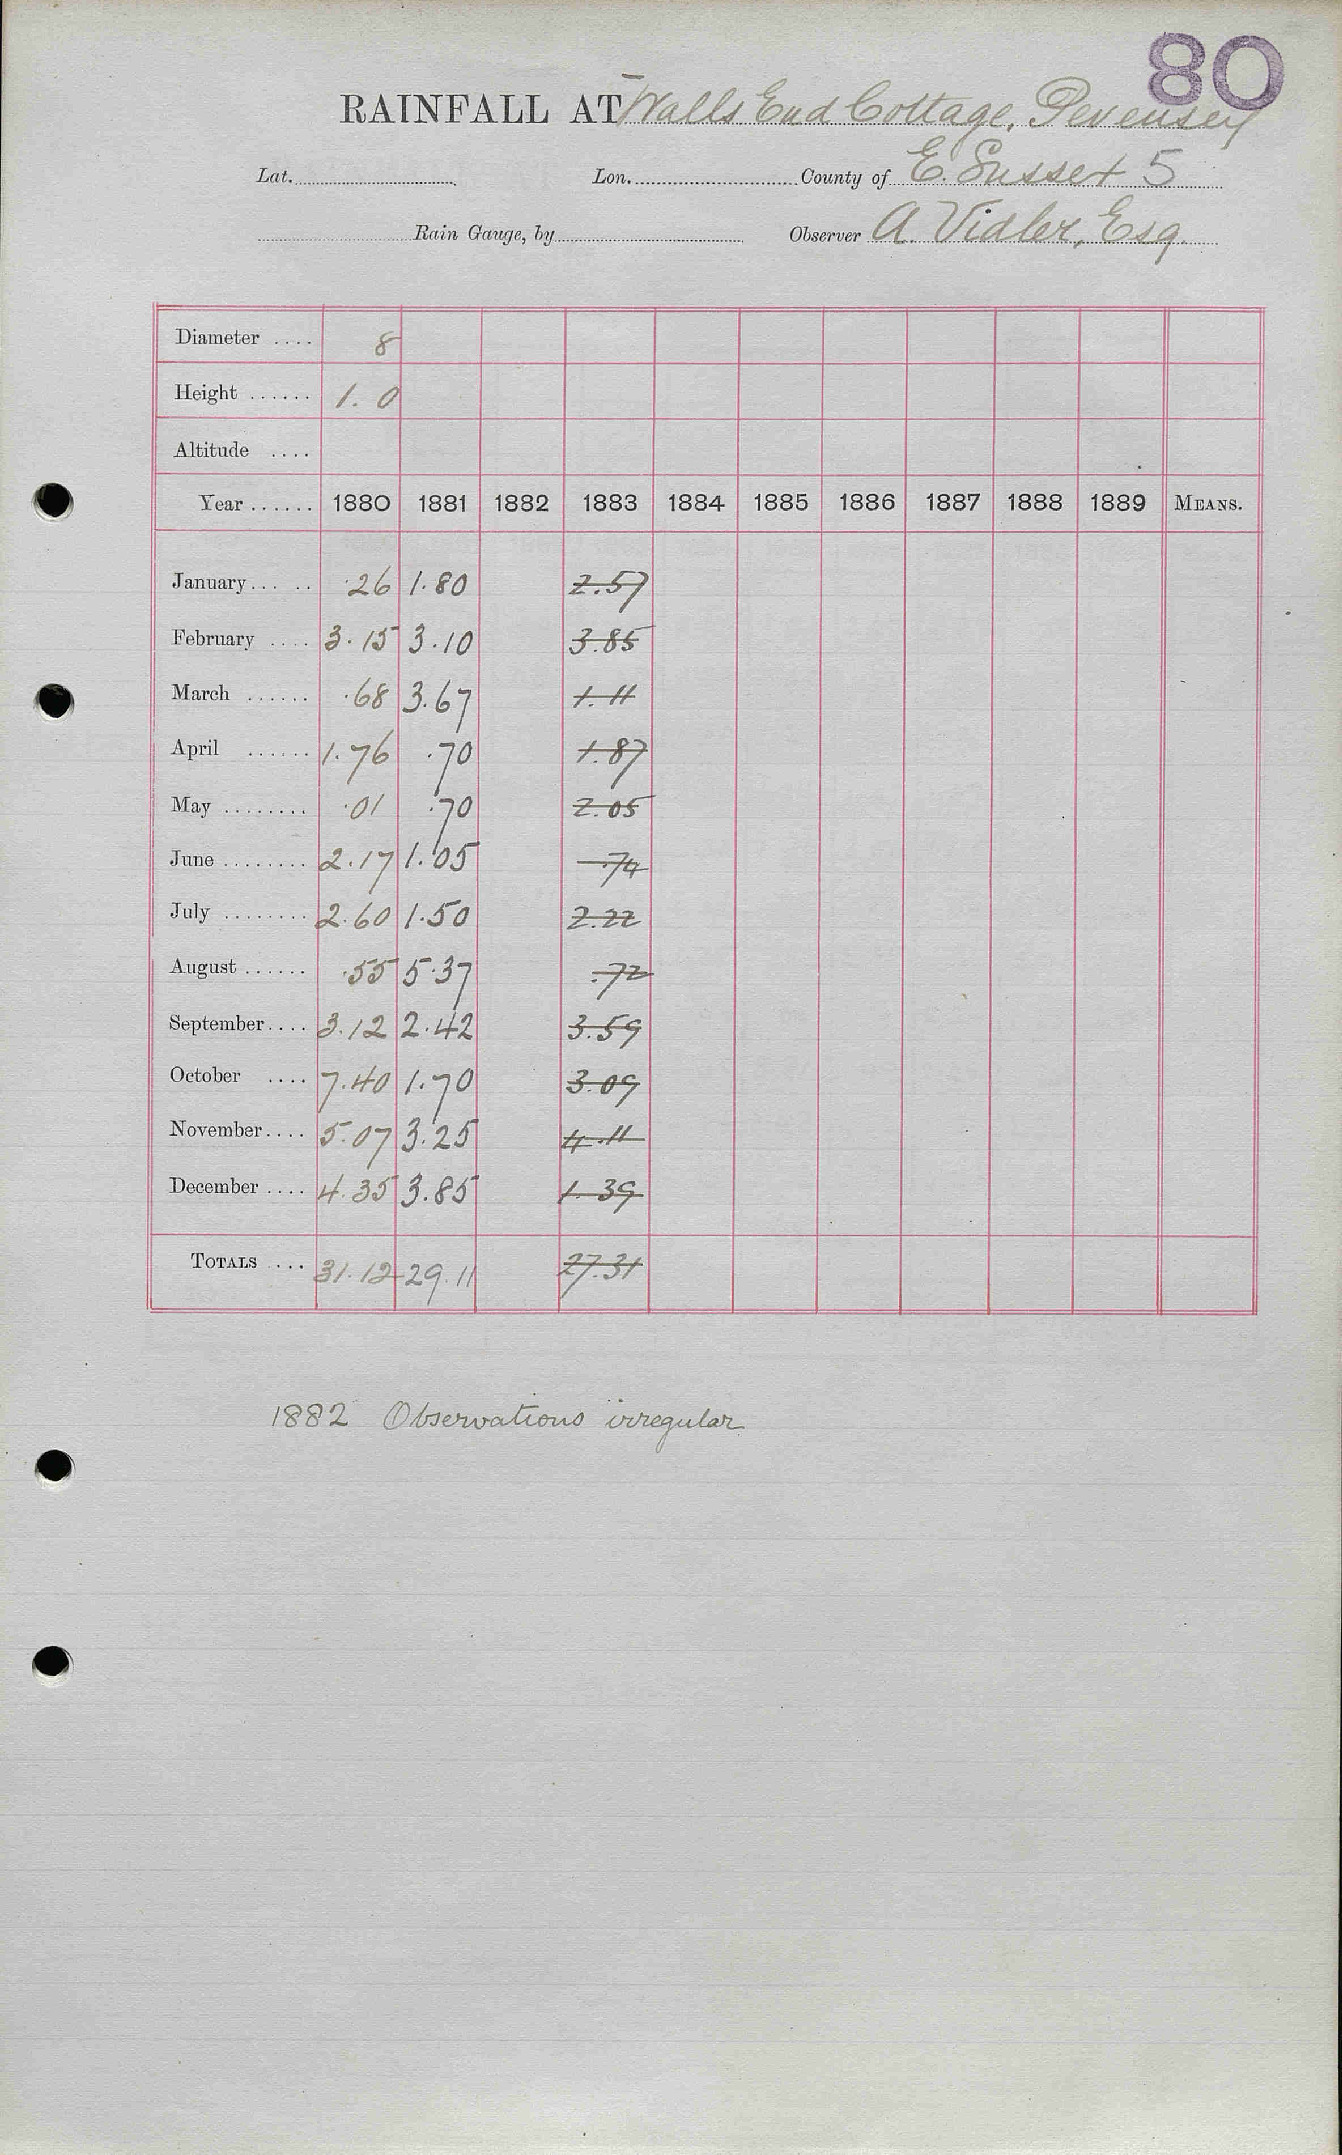 80
RAINFALL AT Walls End Cottage, Pevensey
Lat. Lon. County of E. Sussex 5
Rain Gauge, by Observer A. Vidler, Esq.
Diameter .... 8
Height ...... 1. 0
Altitude ....
Year ...... 1880 1881 1882 1883 1884 1885 1886 1887 1888 1889 MEANS.
January... .. .26 1.80 2.57
February .... 3.15 3.10 3.85
March ...... .68 3.67 1.11
April ...... 1.76 .70 1.87
May ........ .01 .70 2.05
June ........ 2.17 1.05 .74
July ........ 2.60 1.50 2.22
August ...... .55 5.37 .72
September.... 3.12 2.42 3.59
October .... 7.40 1.70 3.09
November.... 5.07 3.25 4.11
December .... 4.35 3.85 1.39
TOTALS .... 31.12 29.11 27.31
1882 Observations irregular